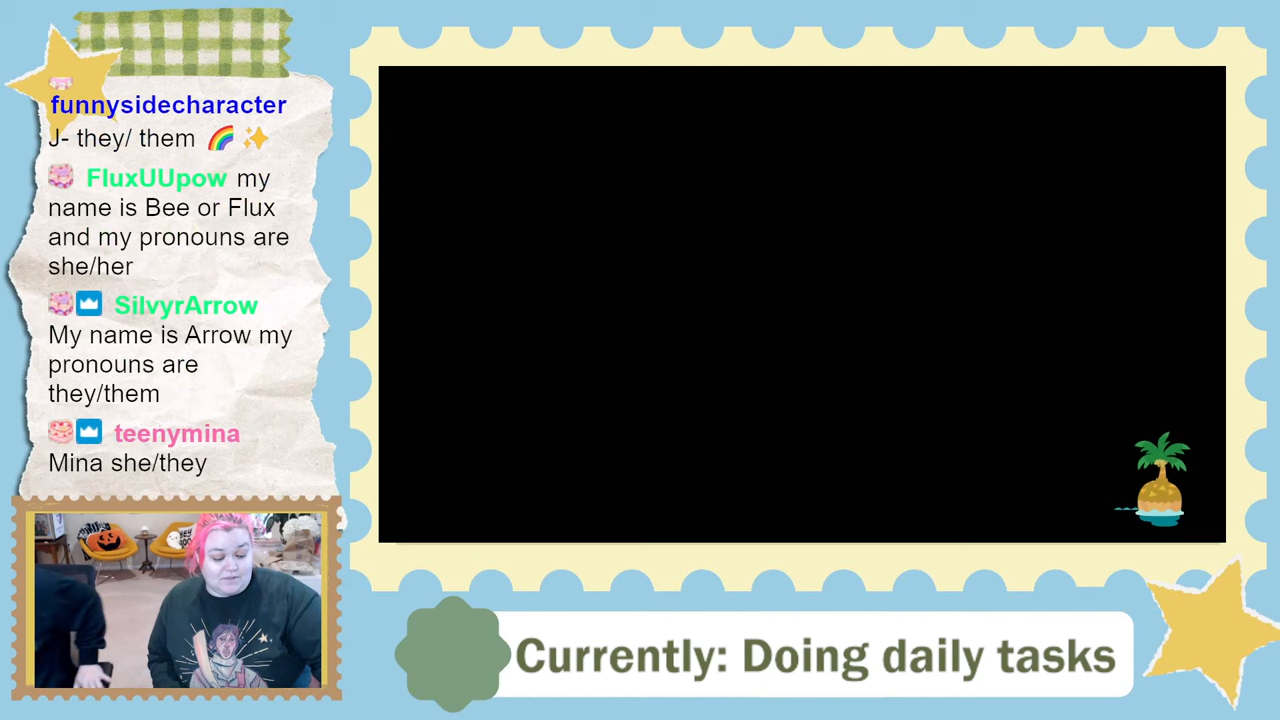 funnysidecharacter
J- they/ them 🌈 ✨
FluxUUpow my
name is Bee or Flux
and my pronouns are
she/her
SilvyrArrow
My name is Arrow my
pronouns are
they/them
teenymina
Mina she/they
Currently: Doing daily tasks